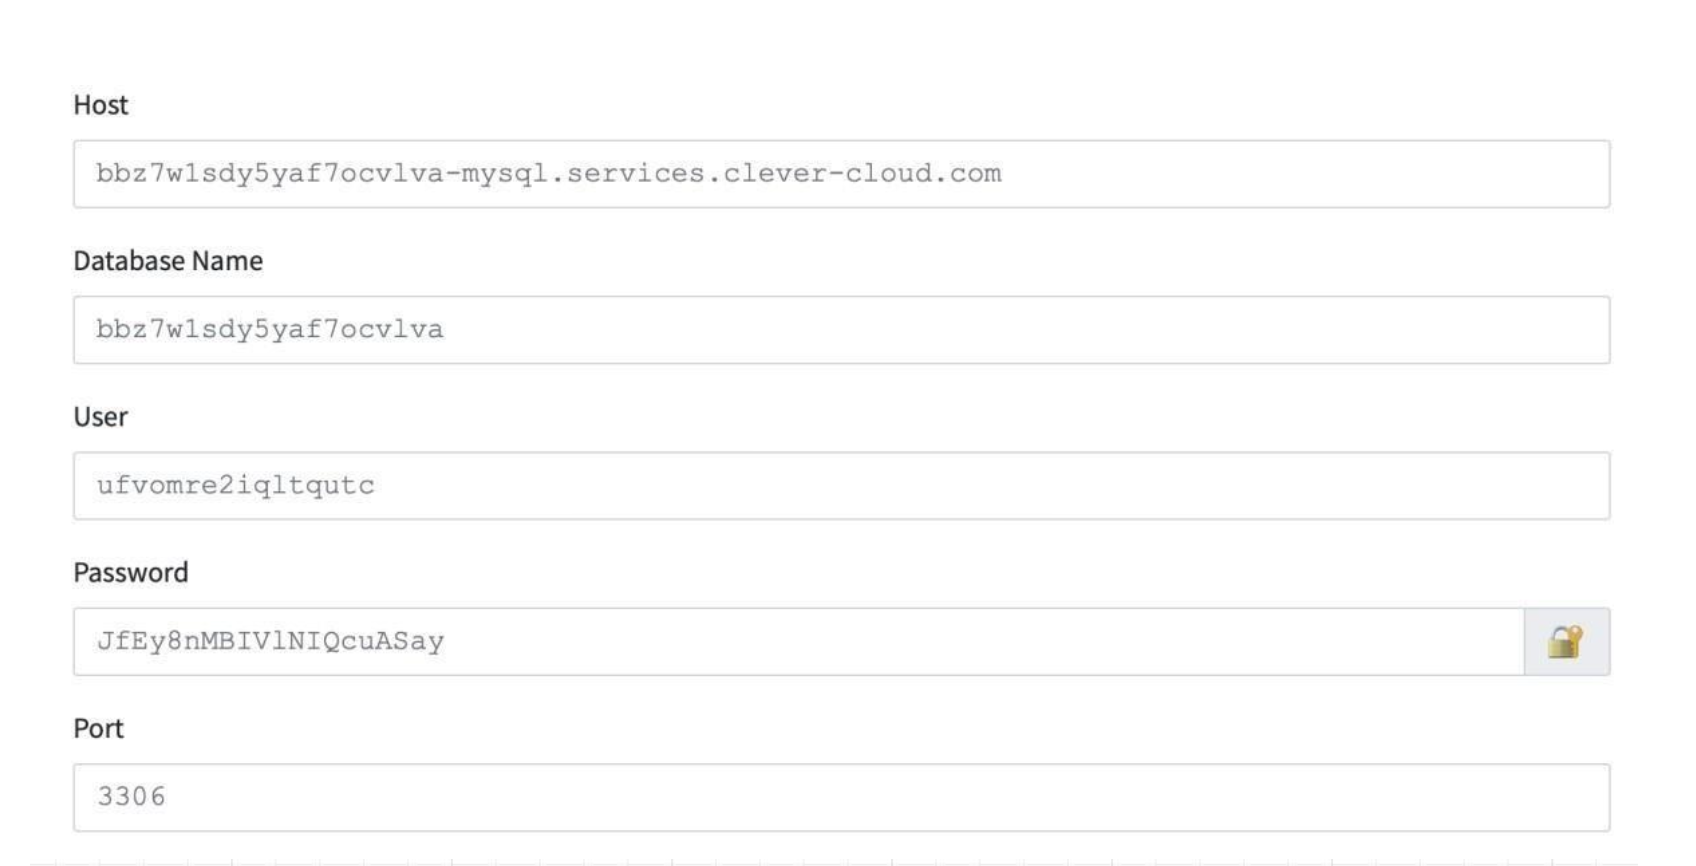 Host
bbz7w1sdy5yaf7ocvlva-mysql.services.clever-cloud.com
Database Name
bbz7w1sdy5yaf7ocvlva
User
ufvomre2iqltqutc
Password
JfEy8nMBIVlNIQcuASay
Port
3306